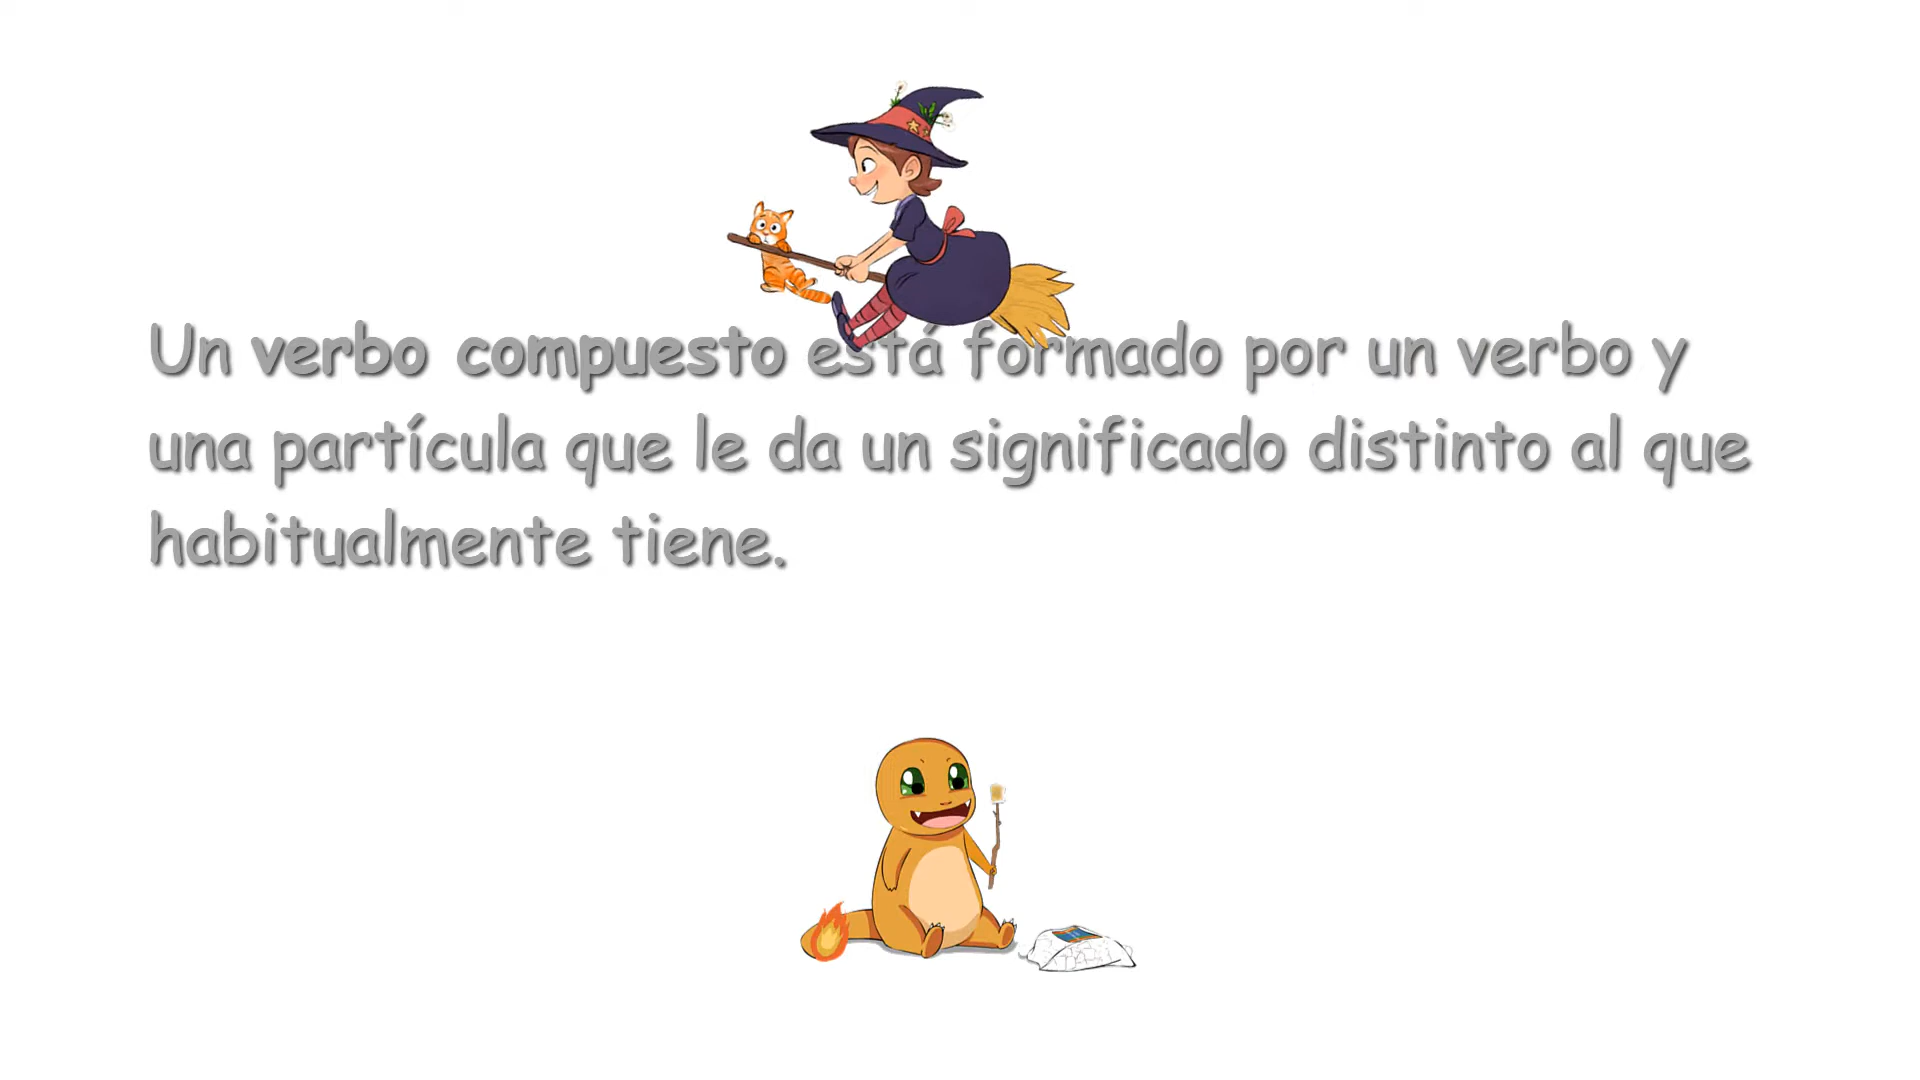 Un verbo compuesto está formado por un verbo y
una partícula que le da un significado distinto al que
habitualmente tiene.